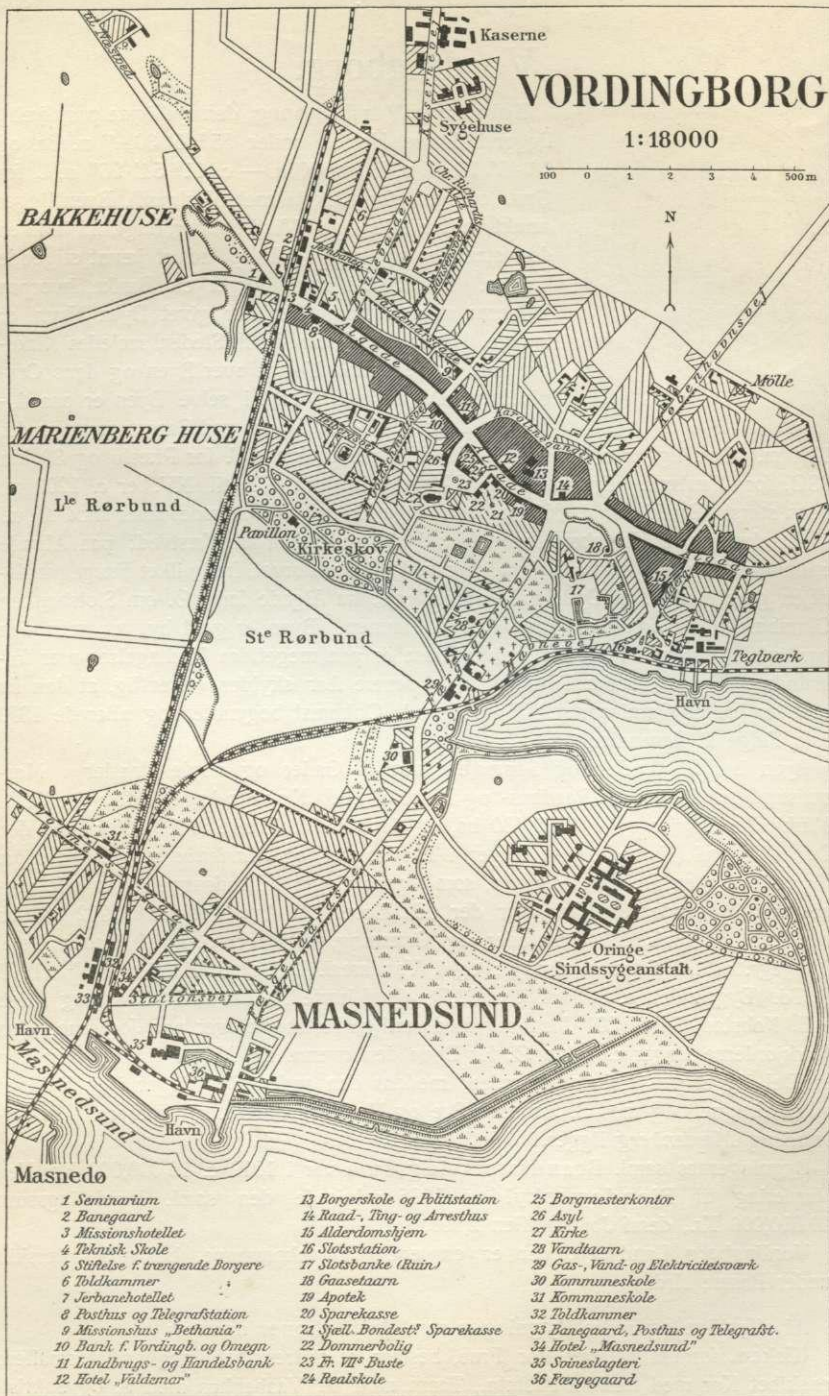 Kaserne
VORDINGBORG
Sygehuse
1:18000
100 0 1 2 3 4 500 m
N
BAKKEHUSE
Algade
Københavnsvej
Mölle
MARIENBERG HUSE
Lle Rørbund
Pavillon
Kirkeskov
Ste Rørbund
Algade
Algade
Teglværk
Havn
Oringe
Sindssygeanstalt
Stationsvej
MASNEDSUND
Havn
Masnedsund
Havn
Masnedø
1 Seminarium
2 Banegaard
3 Missionshotellet
4 Teknisk Skole
5 Stiftelse f. trængende Borgere
6 Toldkammer
7 Jerbanehotellet
8 Posthus og Telegrafstation
9 Missionshus „Bethania"
10 Bank f. Vordingb. og Omegn
11 Landbrugs- og Handelsbank
12 Hotel „Valdemar"
13 Borgerskole og Politistation
14 Raad-, Ting- og Arresthus
15 Alderdomshjem
16 Slotsstation
17 Slotsbanke (Ruin)
18 Gaasetaarn
19 Apotek
20 Sparekasse
21 Sjæll. Bondest? Sparekasse
22 Dommerbolig
23 Fr. VIIs Buste
24 Realskole
25 Borgmesterkontor
26 Asyl
27 Kirke
28 Vandtaarn
29 Gas-, Vand- og Elektricitetsværk
30 Kommuneskole
31 Kommuneskole
32 Toldkammer
33 Banegaard, Posthus og Telegrafst.
34 Hotel „Masnedsund"
35 Svineslagteri
36 Færgegaard